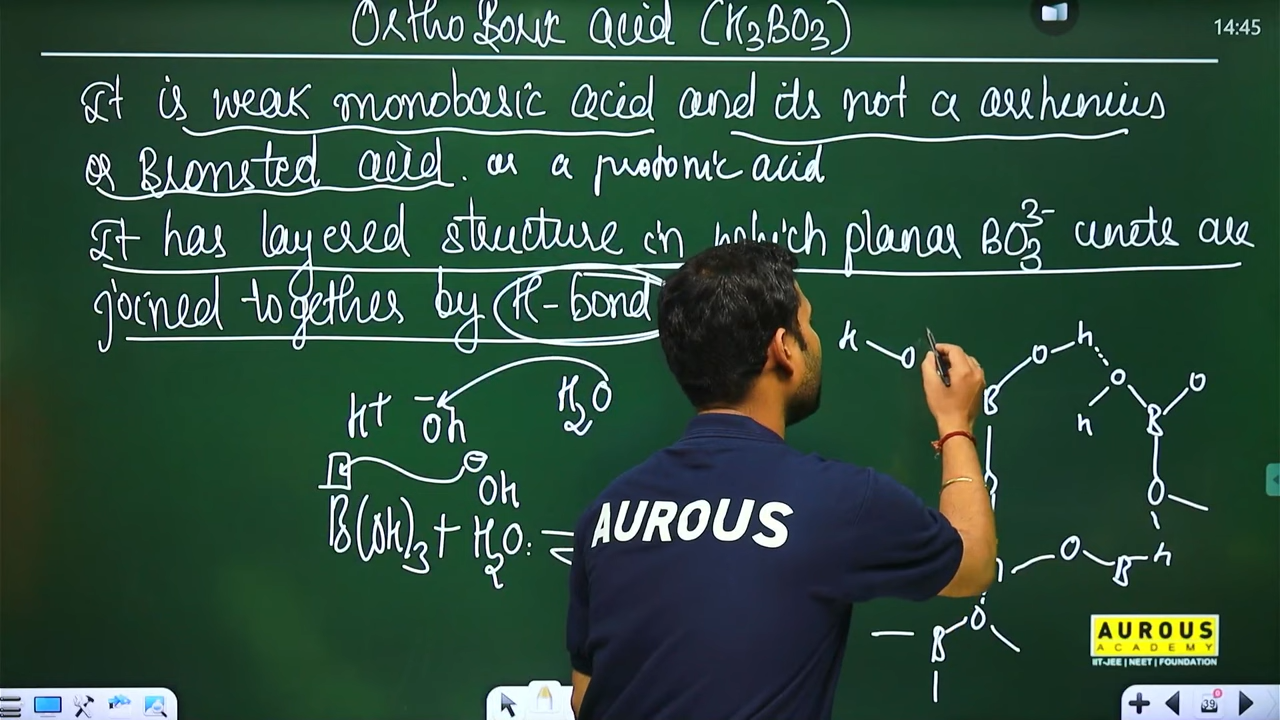 Ortho Boric acid (H3BO3)
14:45
It is weak monobasic acid and its not a arrhenius
or Bronsted acid. or a protonic acid
It has layered structure in which planar BO3^3- units are
joined together by H-bond
H - O
O - H
O
O
H
B
B
H+ -Oh H2O
⊖
Oh
B(OH)3 + H2O:
O
O
B
H
O
B
AUROUS
AUROUS
ACADEMY
IIT-JEE | NEET | FOUNDATION
39